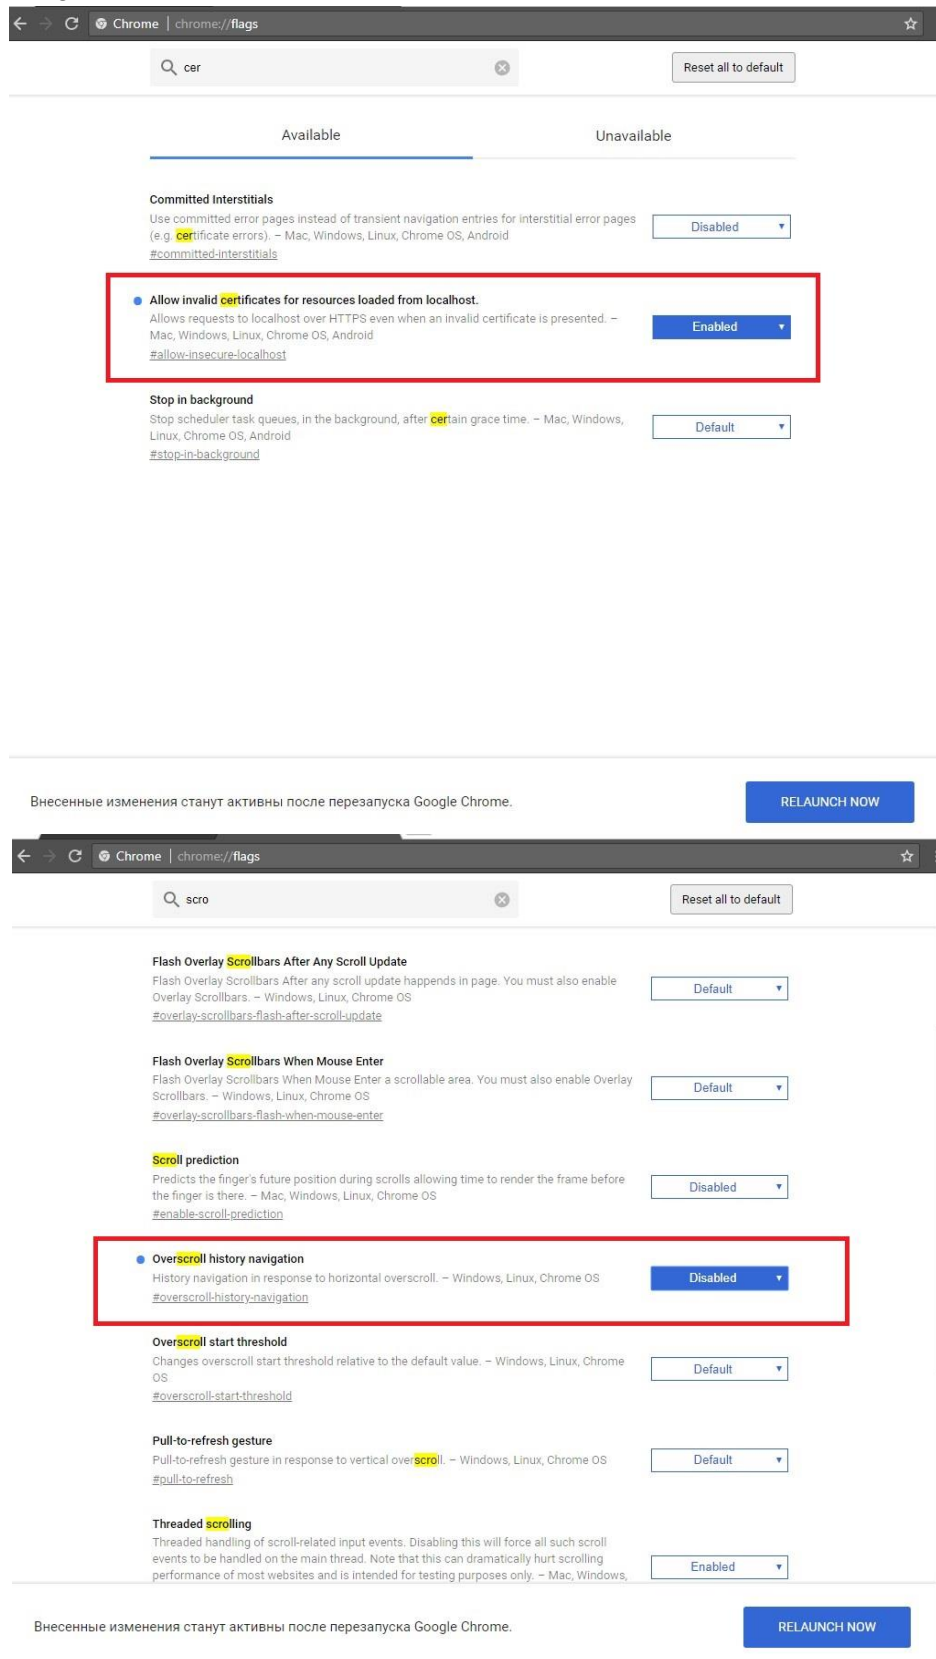 Chrome | chrome://flags
cer
Reset all to default
Available
Unavailable
Committed Interstitials
Use committed error pages instead of transient navigation entries for interstitial error pages
(e.g. certificate errors). – Mac, Windows, Linux, Chrome OS, Android
#committed-interstitials
Disabled
Allow invalid certificates for resources loaded from localhost.
Allows requests to localhost over HTTPS even when an invalid certificate is presented. –
Mac, Windows, Linux, Chrome OS, Android
#allow-insecure-localhost
Enabled
Stop in background
Stop scheduler task queues, in the background, after certain grace time. – Mac, Windows,
Linux, Chrome OS, Android
#stop-in-background
Default
Внесенные изменения станут активны после перезапуска Google Chrome.
RELAUNCH NOW
Chrome | chrome://flags
scro
Reset all to default
Flash Overlay Scrollbars After Any Scroll Update
Flash Overlay Scrollbars After any scroll update happends in page. You must also enable
Overlay Scrollbars. – Windows, Linux, Chrome OS
#overlay-scrollbars-flash-after-scroll-update
Default
Flash Overlay Scrollbars When Mouse Enter
Flash Overlay Scrollbars When Mouse Enter a scrollable area. You must also enable Overlay
Scrollbars. – Windows, Linux, Chrome OS
#overlay-scrollbars-flash-when-mouse-enter
Default
Scroll prediction
Predicts the finger's future position during scrolls allowing time to render the frame before
the finger is there. – Mac, Windows, Linux, Chrome OS
#enable-scroll-prediction
Disabled
Overscroll history navigation
History navigation in response to horizontal overscroll. – Windows, Linux, Chrome OS
#overscroll-history-navigation
Disabled
Overscroll start threshold
Changes overscroll start threshold relative to the default value. – Windows, Linux, Chrome
OS
#overscroll-start-threshold
Default
Pull-to-refresh gesture
Pull-to-refresh gesture in response to vertical overscroll. – Windows, Linux, Chrome OS
#pull-to-refresh
Default
Threaded scrolling
Threaded handling of scroll-related input events. Disabling this will force all such scroll
events to be handled on the main thread. Note that this can dramatically hurt scrolling
performance of most websites and is intended for testing purposes only. – Mac, Windows,
Enabled
Внесенные изменения станут активны после перезапуска Google Chrome.
RELAUNCH NOW